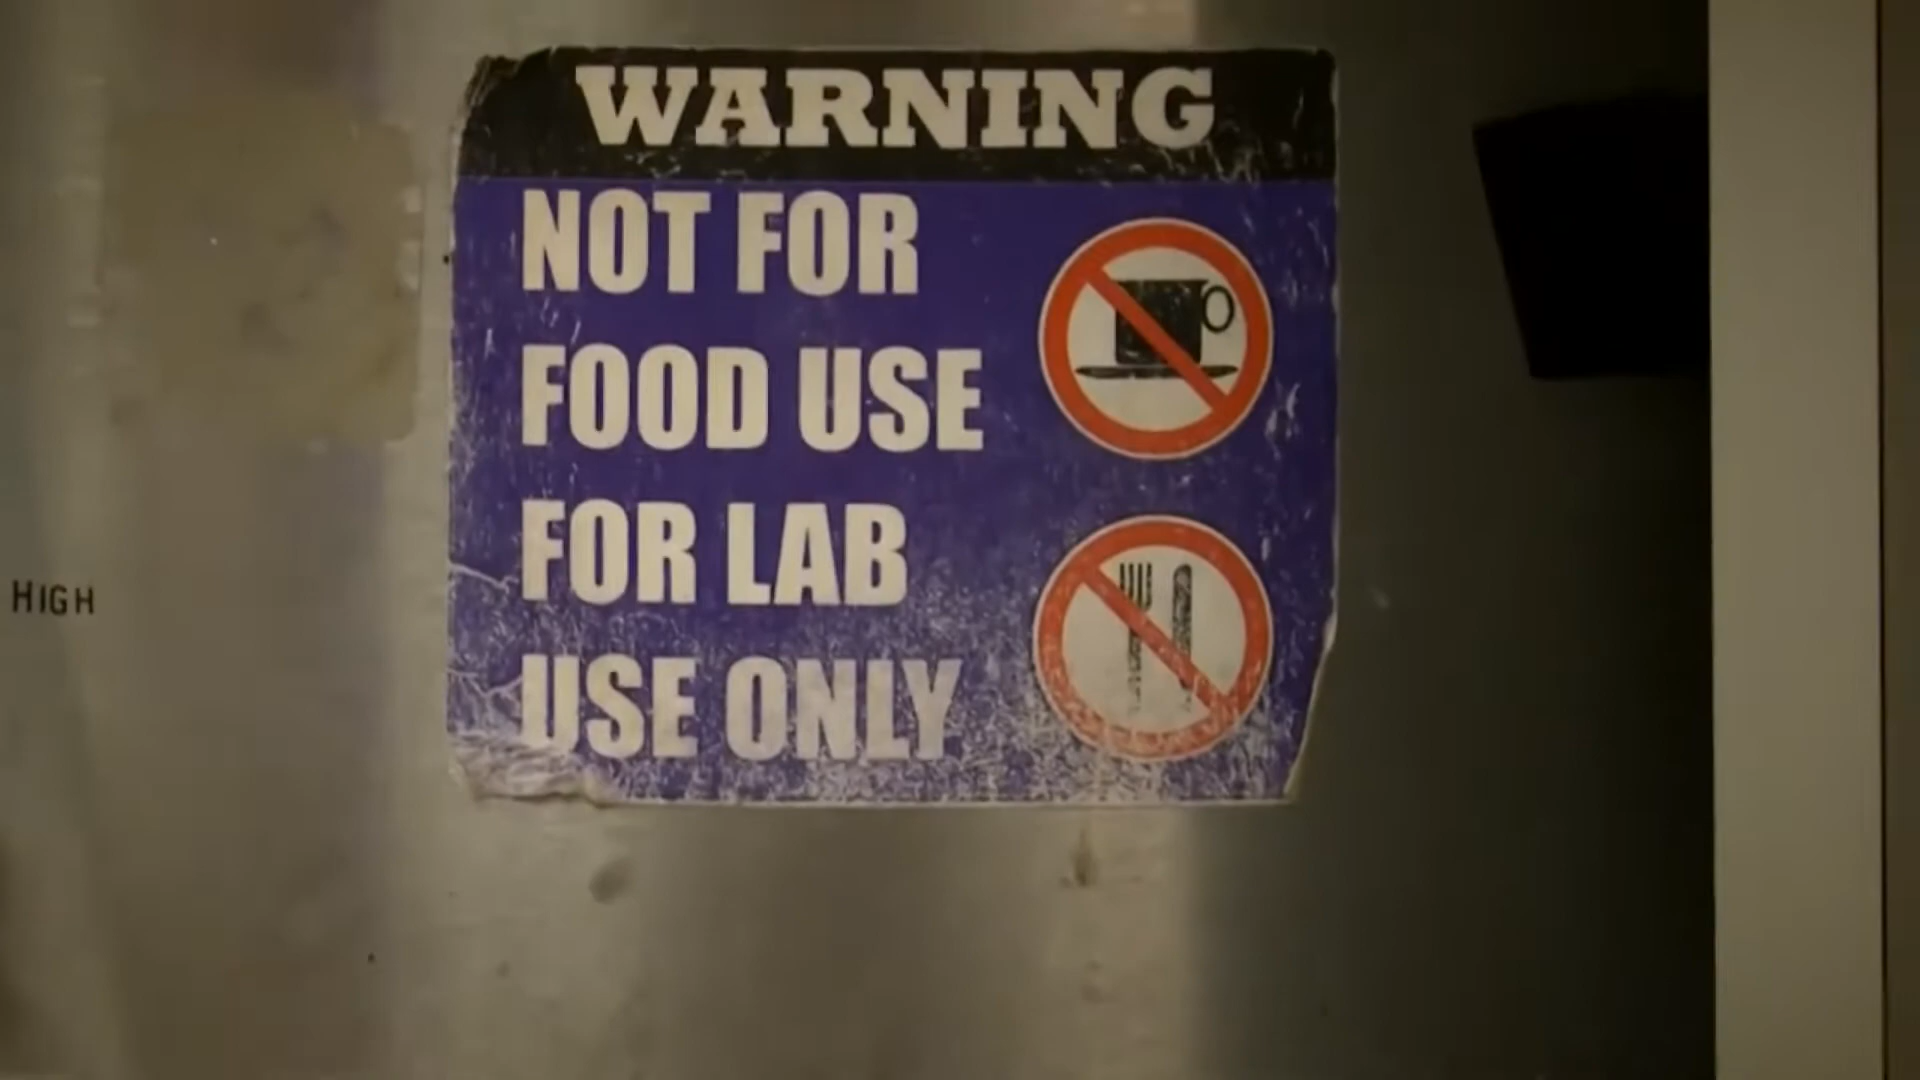 WARNING
NOT FOR
FOOD USE
FOR LAB
USE ONLY
HIGH